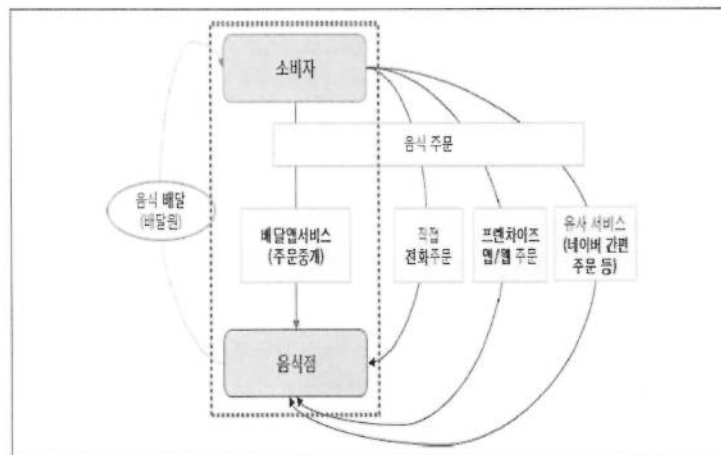 소비자
음식 주문
음식 배달
(배달원)
배달앱서비스
(주문중개)
직접
전화주문
프렌차이즈
앱/웹 주문
유사 서비스
(네이버 간편
주문 등)
음식점